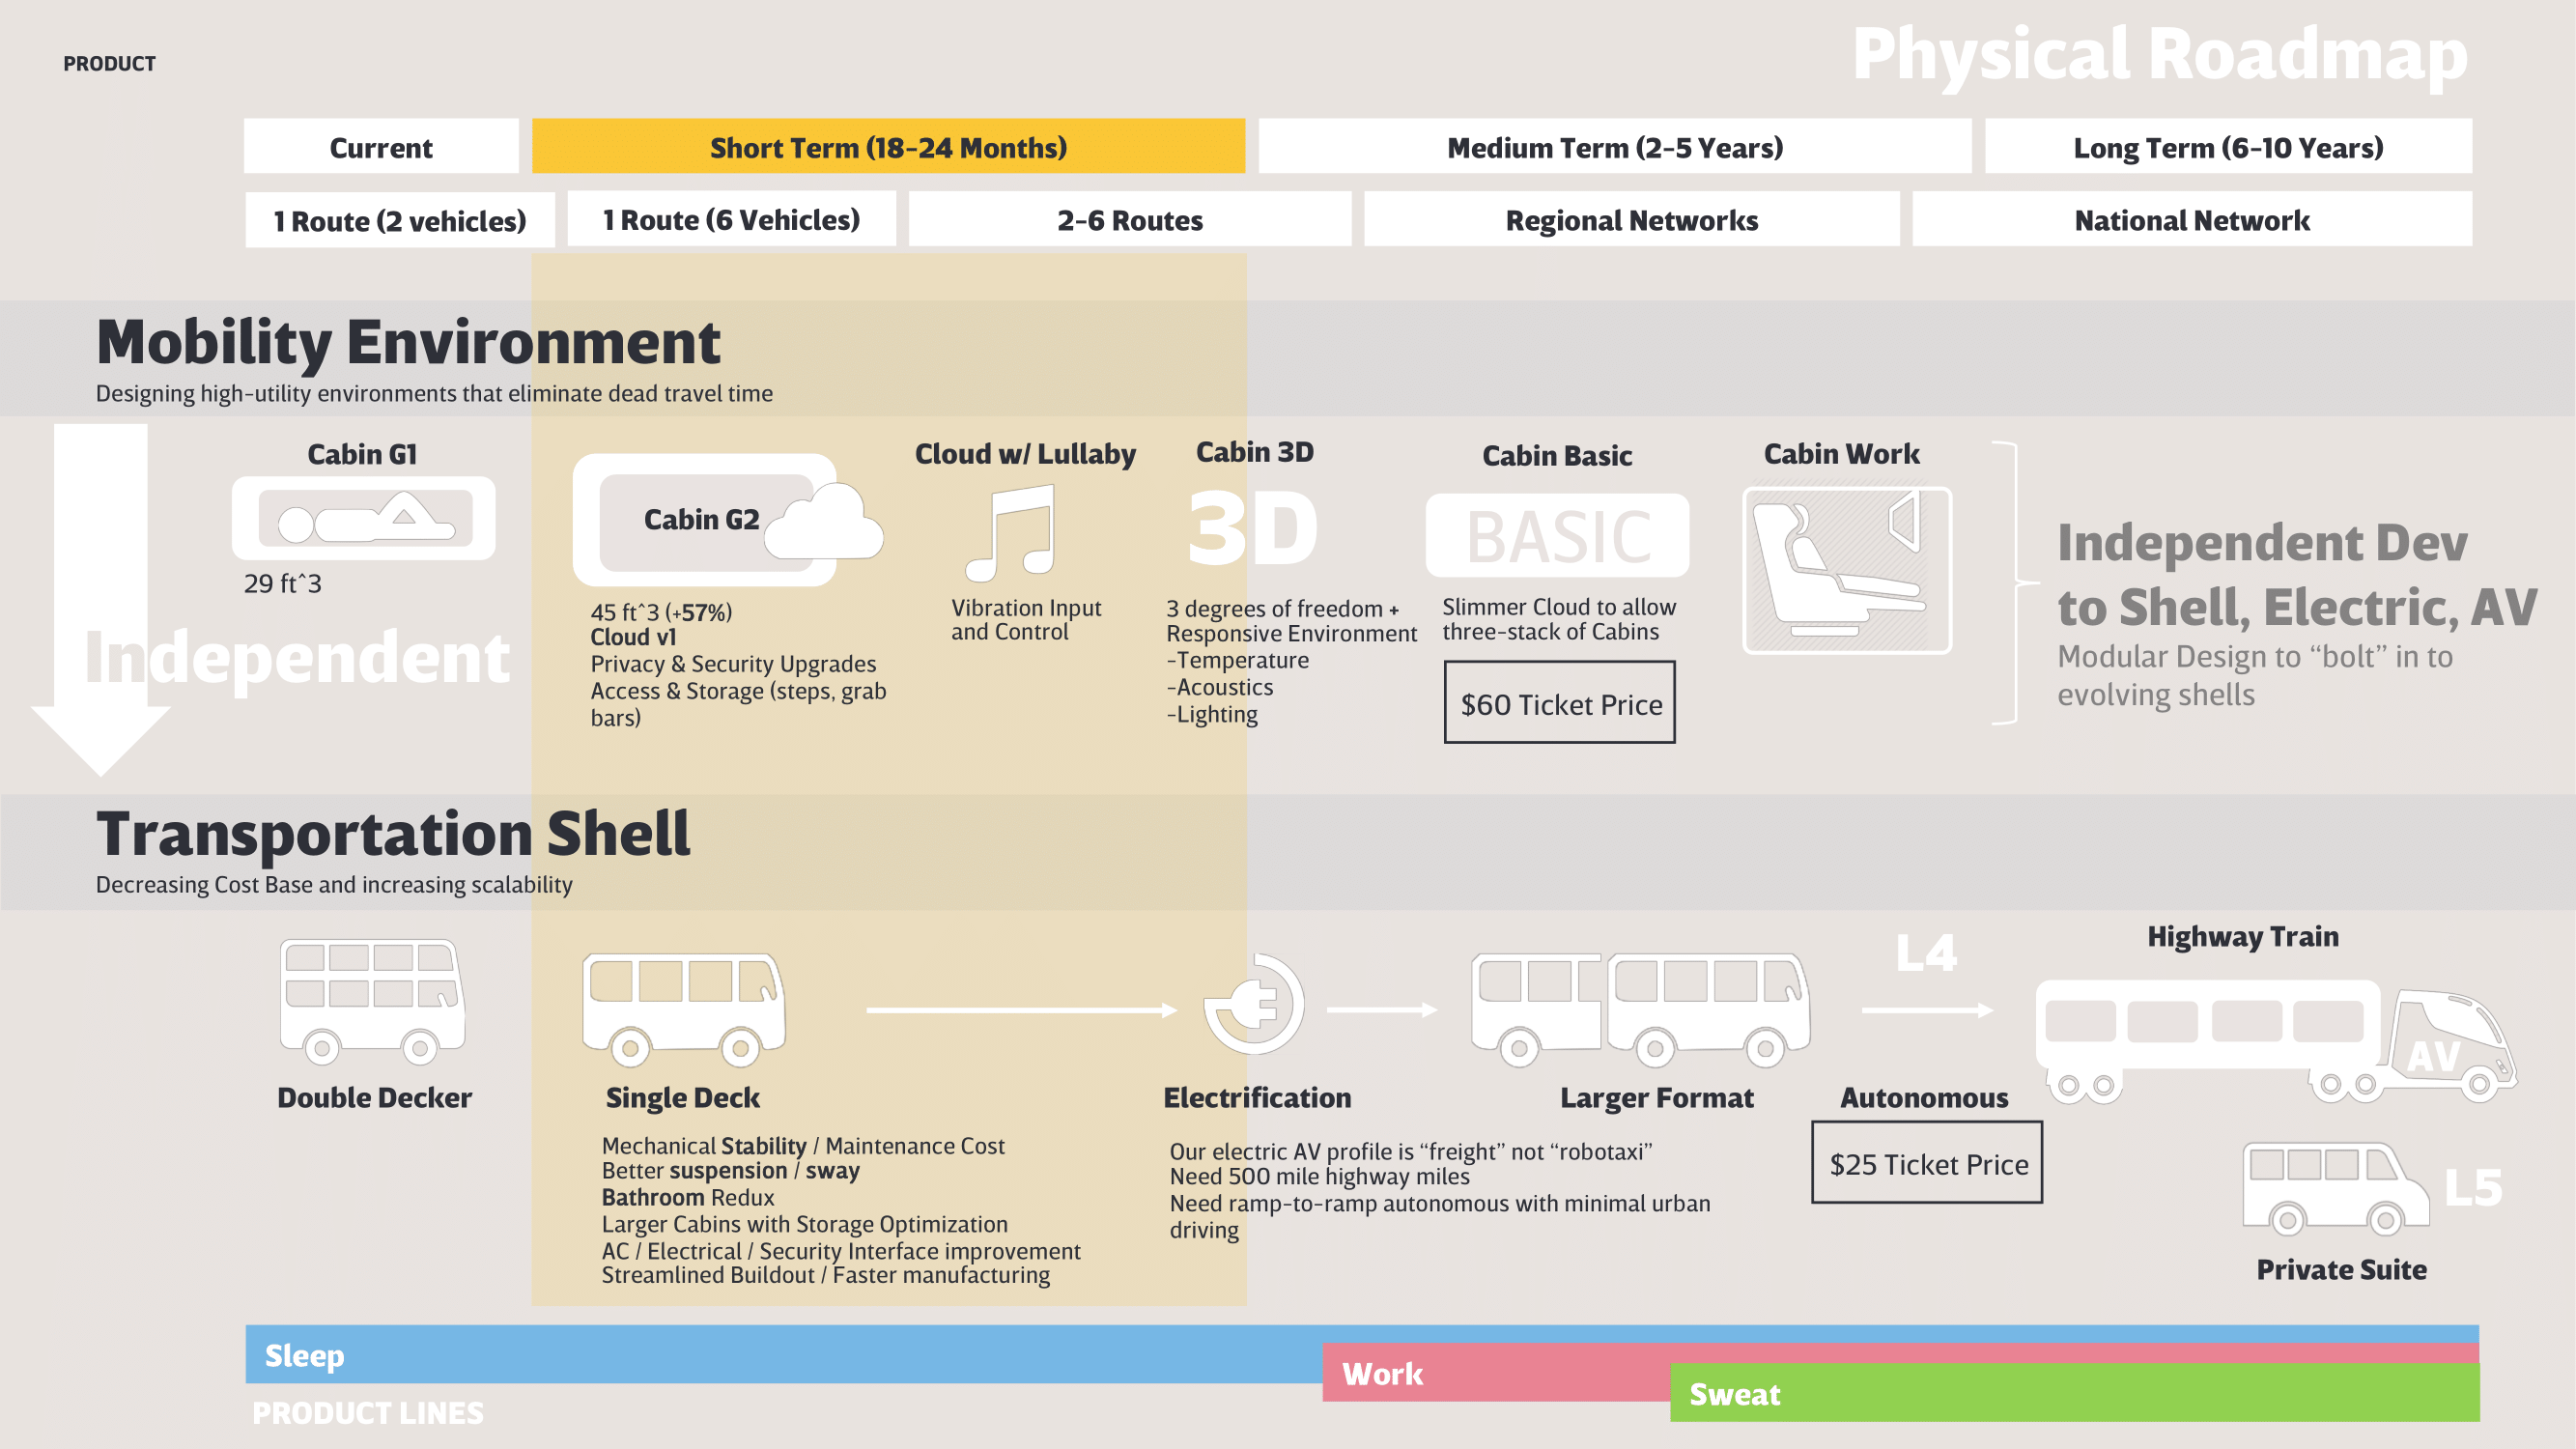 PRODUCT
Physical Roadmap
Current
Short Term (18-24 Months)
Medium Term (2-5 Years)
Long Term (6-10 Years)
1 Route (2 vehicles)
1 Route (6 Vehicles)
2-6 Routes
Regional Networks
National Network
Mobility Environment
Designing high-utility environments that eliminate dead travel time
Cabin G1
29 ft^3
Independent
Cabin G2
45 ft^3 (+57%)
Cloud v1
Privacy & Security Upgrades
Access & Storage (steps, grab
bars)
Cloud w/ Lullaby
Vibration Input
and Control
Cabin 3D
3D
3 degrees of freedom +
Responsive Environment
-Temperature
-Acoustics
-Lighting
Cabin Basic
BASIC
Slimmer Cloud to allow
three-stack of Cabins
$60 Ticket Price
Cabin Work
Independent Dev
to Shell, Electric, AV
Modular Design to “bolt” in to
evolving shells
Transportation Shell
Decreasing Cost Base and increasing scalability
Double Decker
Single Deck
Mechanical Stability / Maintenance Cost
Better suspension / sway
Bathroom Redux
Larger Cabins with Storage Optimization
AC / Electrical / Security Interface improvement
Streamlined Buildout / Faster manufacturing
Electrification
Our electric AV profile is “freight” not “robotaxi”
Need 500 mile highway miles
Need ramp-to-ramp autonomous with minimal urban
driving
Larger Format
L4
Autonomous
$25 Ticket Price
Highway Train
AV
L5
Private Suite
Sleep
Work
Sweat
PRODUCT LINES